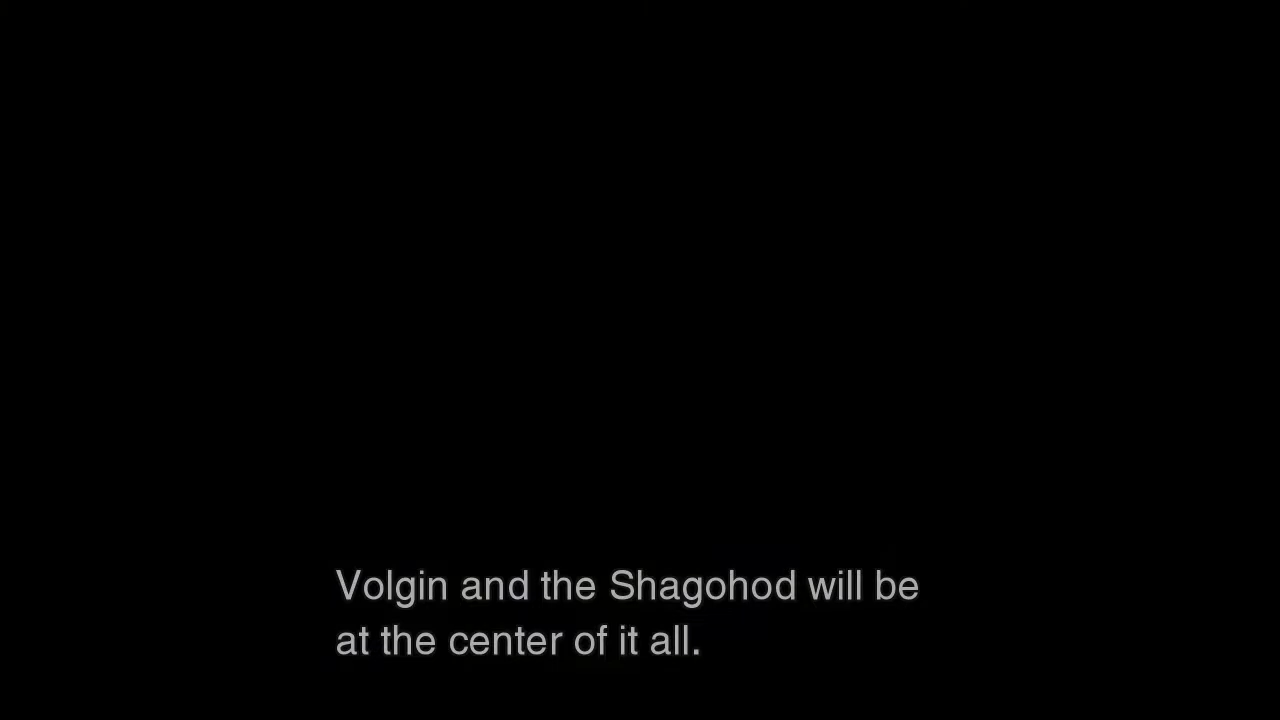 Volgin and the Shagohod will be
at the center of it all.